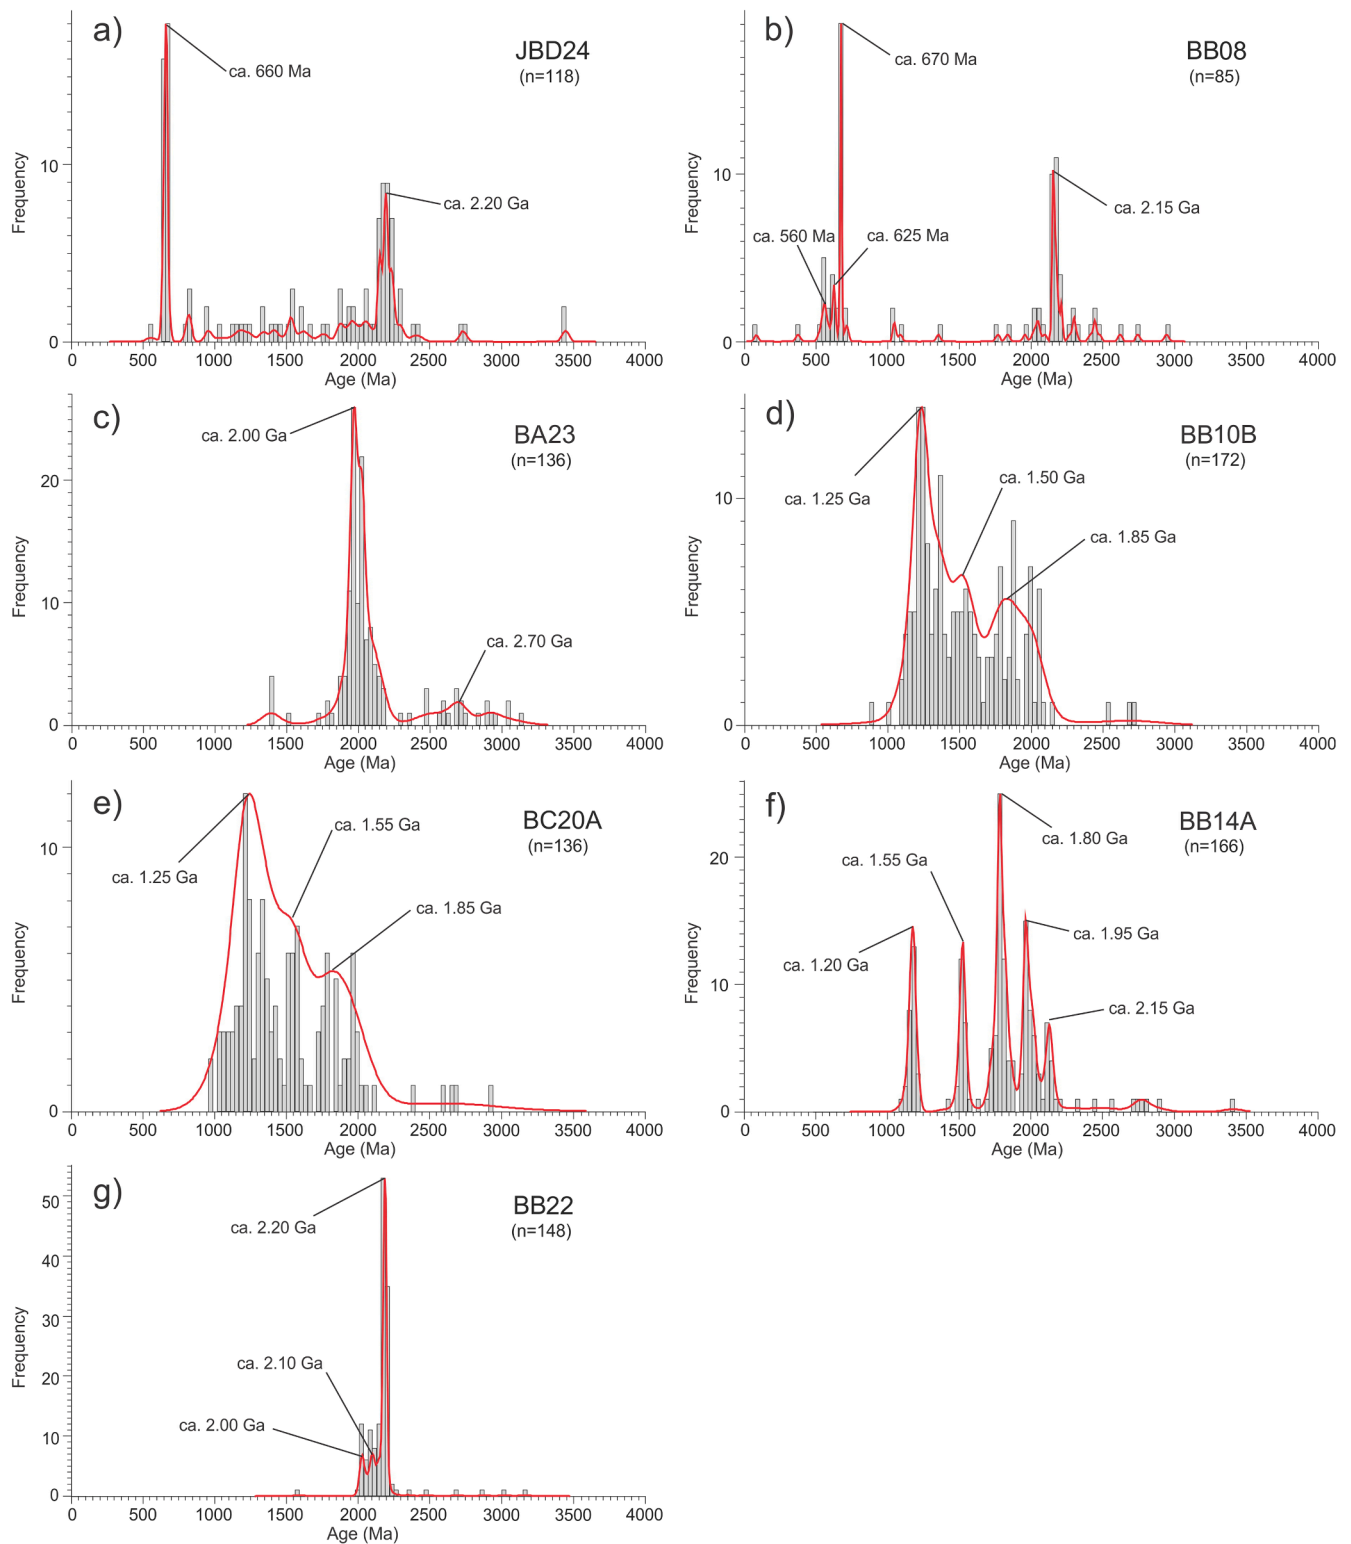 a)
JBD24
(n=118)
ca. 660 Ma
ca. 2.20 Ga
Frequency
10
0
0 500 1000 1500 2000 2500 3000 3500 4000
Age (Ma)
b)
BB08
(n=85)
ca. 670 Ma
ca. 2.15 Ga
ca. 560 Ma
ca. 625 Ma
Frequency
10
0
0 500 1000 1500 2000 2500 3000 3500 4000
Age (Ma)
c)
BA23
(n=136)
ca. 2.00 Ga
ca. 2.70 Ga
Frequency
20
10
0
0 500 1000 1500 2000 2500 3000 3500 4000
Age (Ma)
d)
BB10B
(n=172)
ca. 1.25 Ga
ca. 1.50 Ga
ca. 1.85 Ga
Frequency
10
0
0 500 1000 1500 2000 2500 3000 3500 4000
Age (Ma)
e)
BC20A
(n=136)
ca. 1.55 Ga
ca. 1.25 Ga
ca. 1.85 Ga
Frequency
10
0
0 500 1000 1500 2000 2500 3000 3500 4000
Age (Ma)
f)
BB14A
(n=166)
ca. 1.80 Ga
ca. 1.55 Ga
ca. 1.95 Ga
ca. 1.20 Ga
ca. 2.15 Ga
Frequency
20
10
0
0 500 1000 1500 2000 2500 3000 3500 4000
Age (Ma)
g)
BB22
(n=148)
ca. 2.20 Ga
ca. 2.10 Ga
ca. 2.00 Ga
Frequency
50
40
30
20
10
0
0 500 1000 1500 2000 2500 3000 3500 4000
Age (Ma)